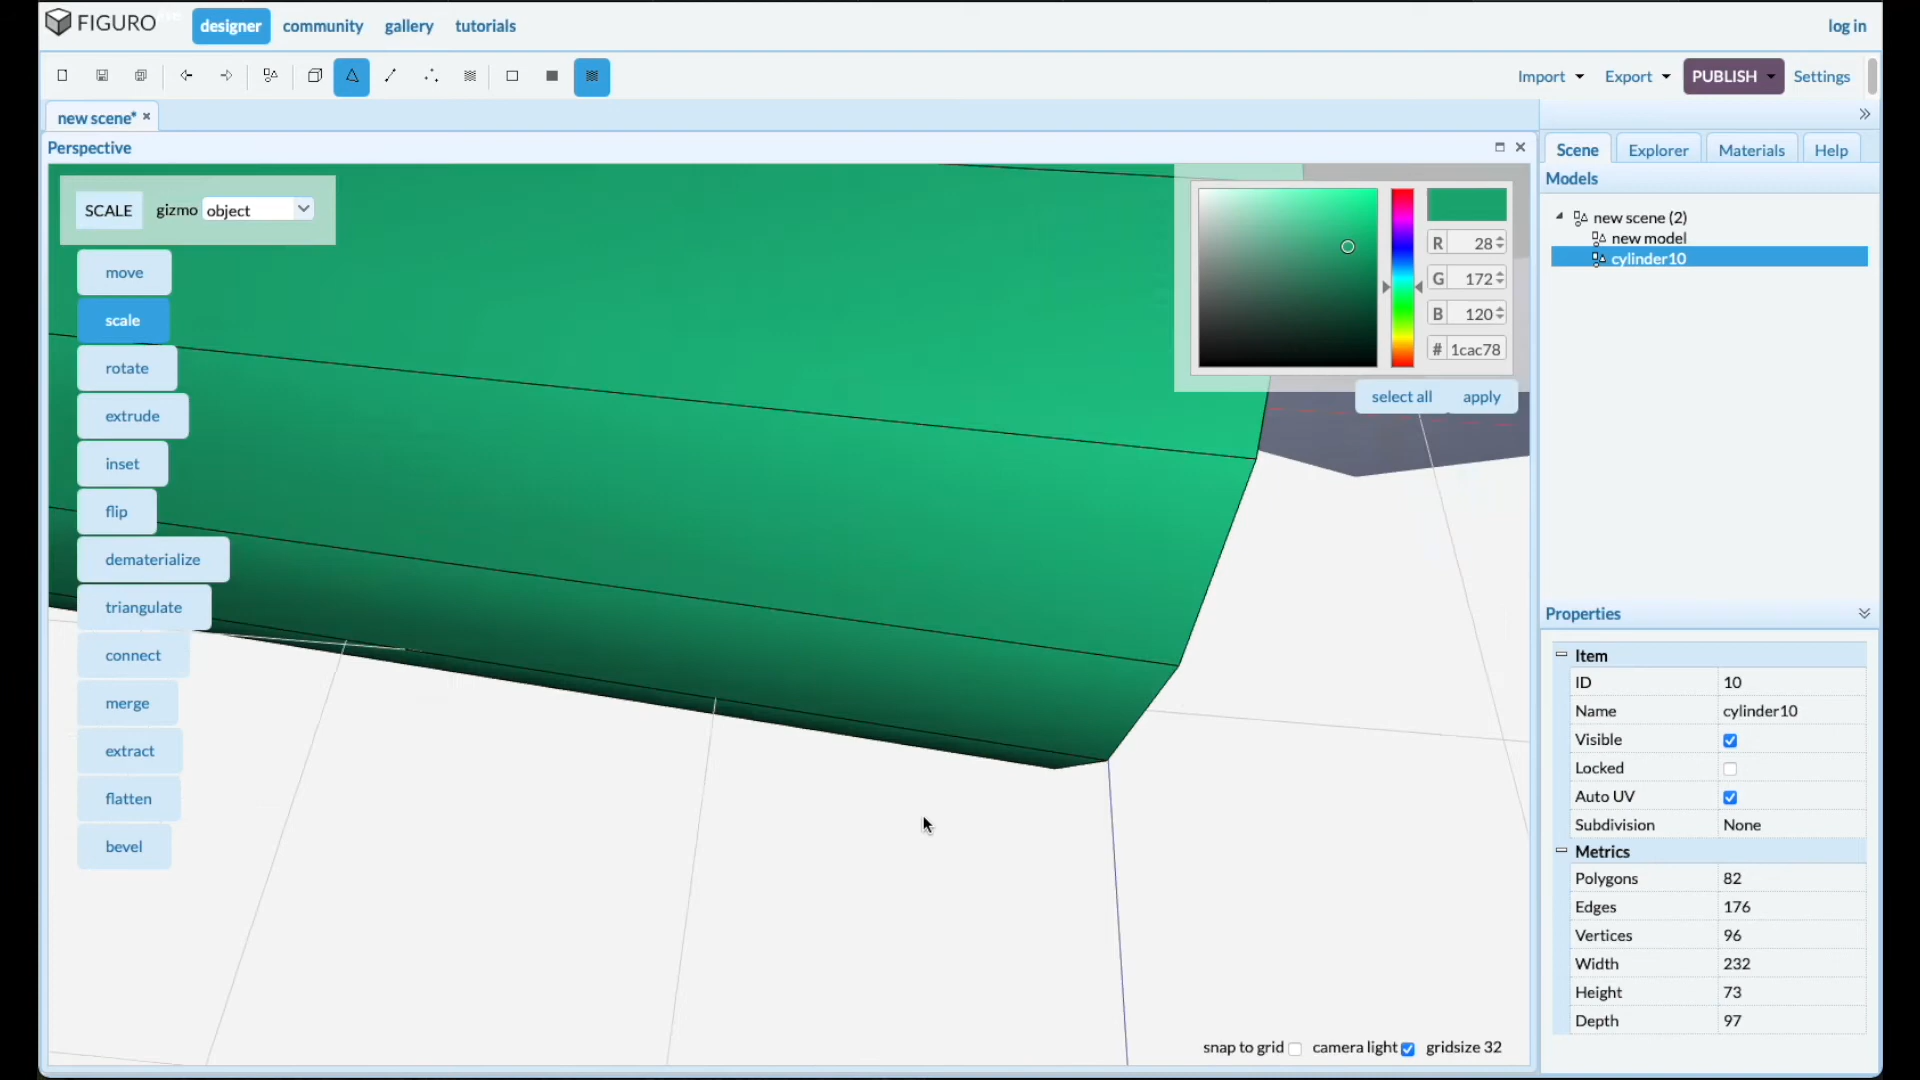 FIGURO
designer
community
gallery
tutorials
log in
Import
Export
PUBLISH
Settings
new scene*
Perspective
Scene
Explorer
Materials
Help
Models
SCALE
gizmo
object
new scene (2)
new model
cylinder10
R 28
G 172
B 120
# 1cac78
select all
apply
move
scale
rotate
extrude
inset
flip
dematerialize
triangulate
connect
merge
extract
flatten
bevel
Properties
Item
ID 10
Name cylinder10
Visible
Locked
Auto UV
Subdivision None
Metrics
Polygons 82
Edges 176
Vertices 96
Width 232
Height 73
Depth 97
snap to grid camera light gridsize 32